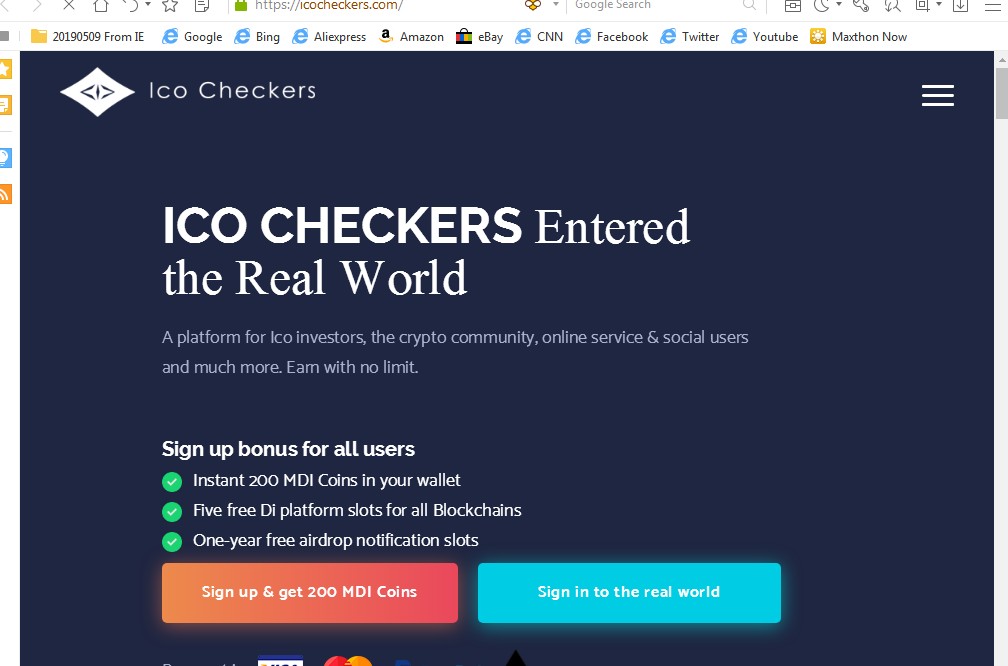 https://icocheckers.com/
Google Search
20190509 From IE
Google
Bing
Aliexpress
Amazon
eBay
CNN
Facebook
Twitter
Youtube
Maxthon Now
Ico Checkers
ICO CHECKERS Entered
the Real World
A platform for Ico investors, the crypto community, online service & social users
and much more. Earn with no limit.
Sign up bonus for all users
Instant 200 MDI Coins in your wallet
Five free Di platform slots for all Blockchains
One-year free airdrop notification slots
Sign up & get 200 MDI Coins
Sign in to the real world